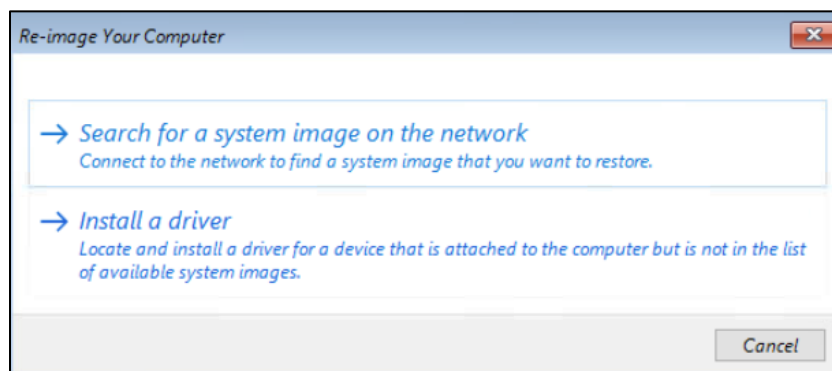 Re-image Your Computer
→ Search for a system image on the network
Connect to the network to find a system image that you want to restore.
→ Install a driver
Locate and install a driver for a device that is attached to the computer but is not in the list
of available system images.
Cancel